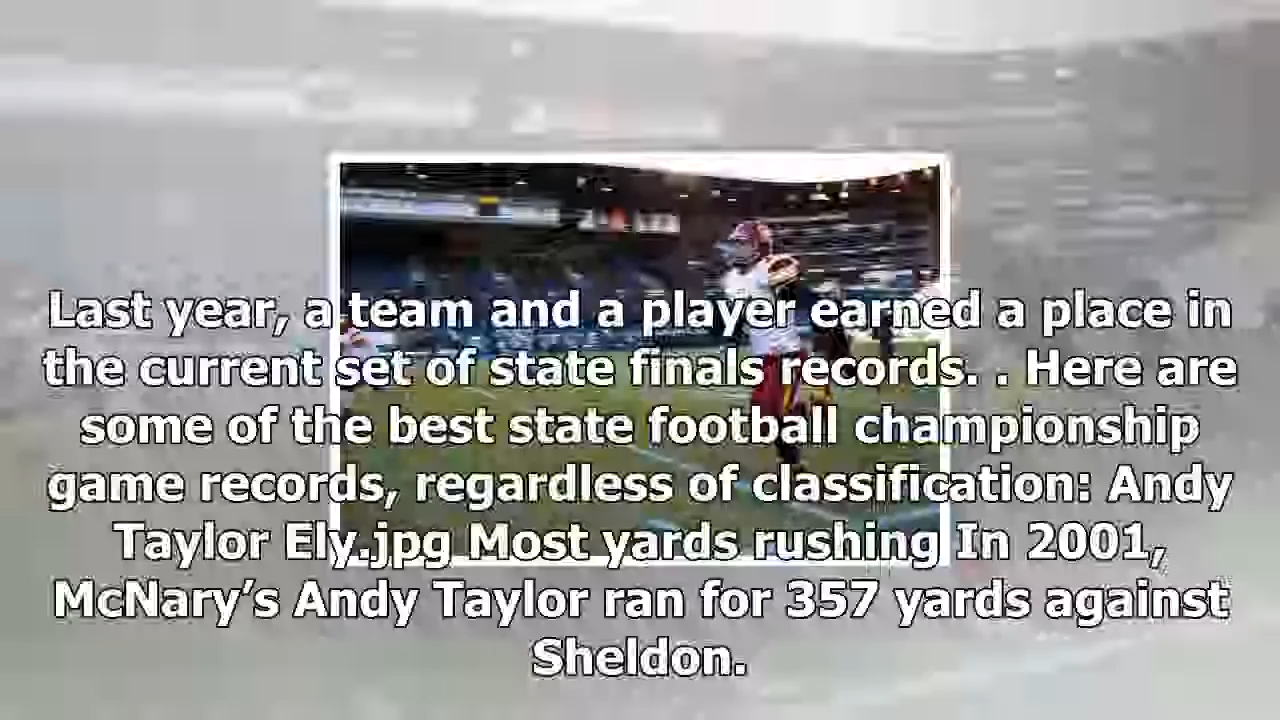 Last year, a team and a player earned a place in
the current set of state finals records. . Here are
some of the best state football championship
game records, regardless of classification: Andy
Taylor Ely.jpg Most yards rushing In 2001,
McNary’s Andy Taylor ran for 357 yards against
Sheldon.